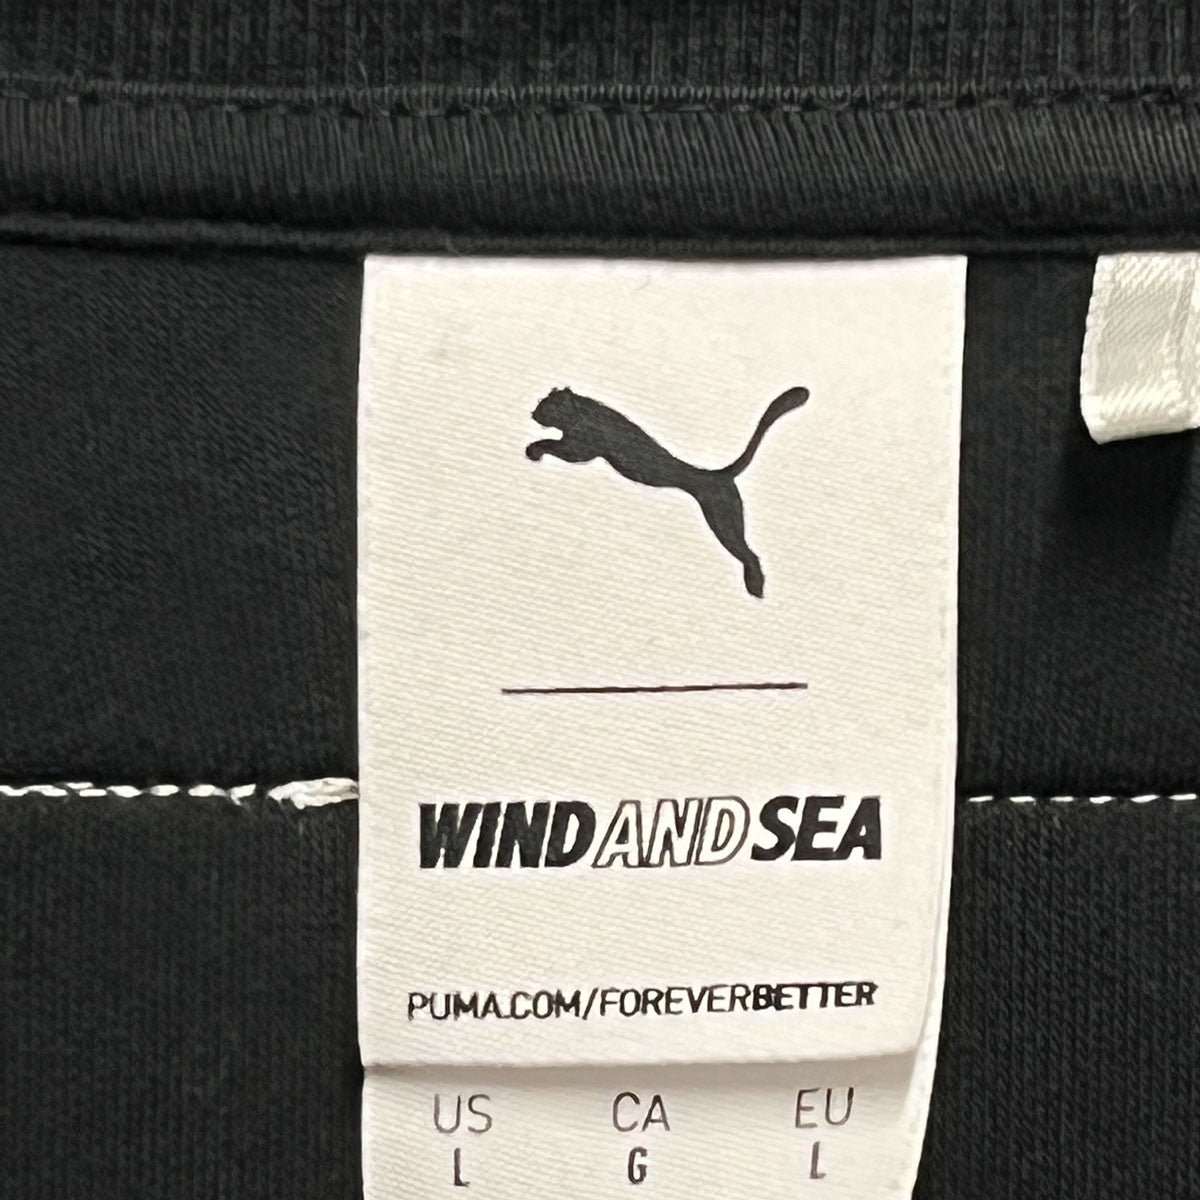 WINDANDSEA
PUMA.COM/FOREVERBETTER
US CA EU
L G L